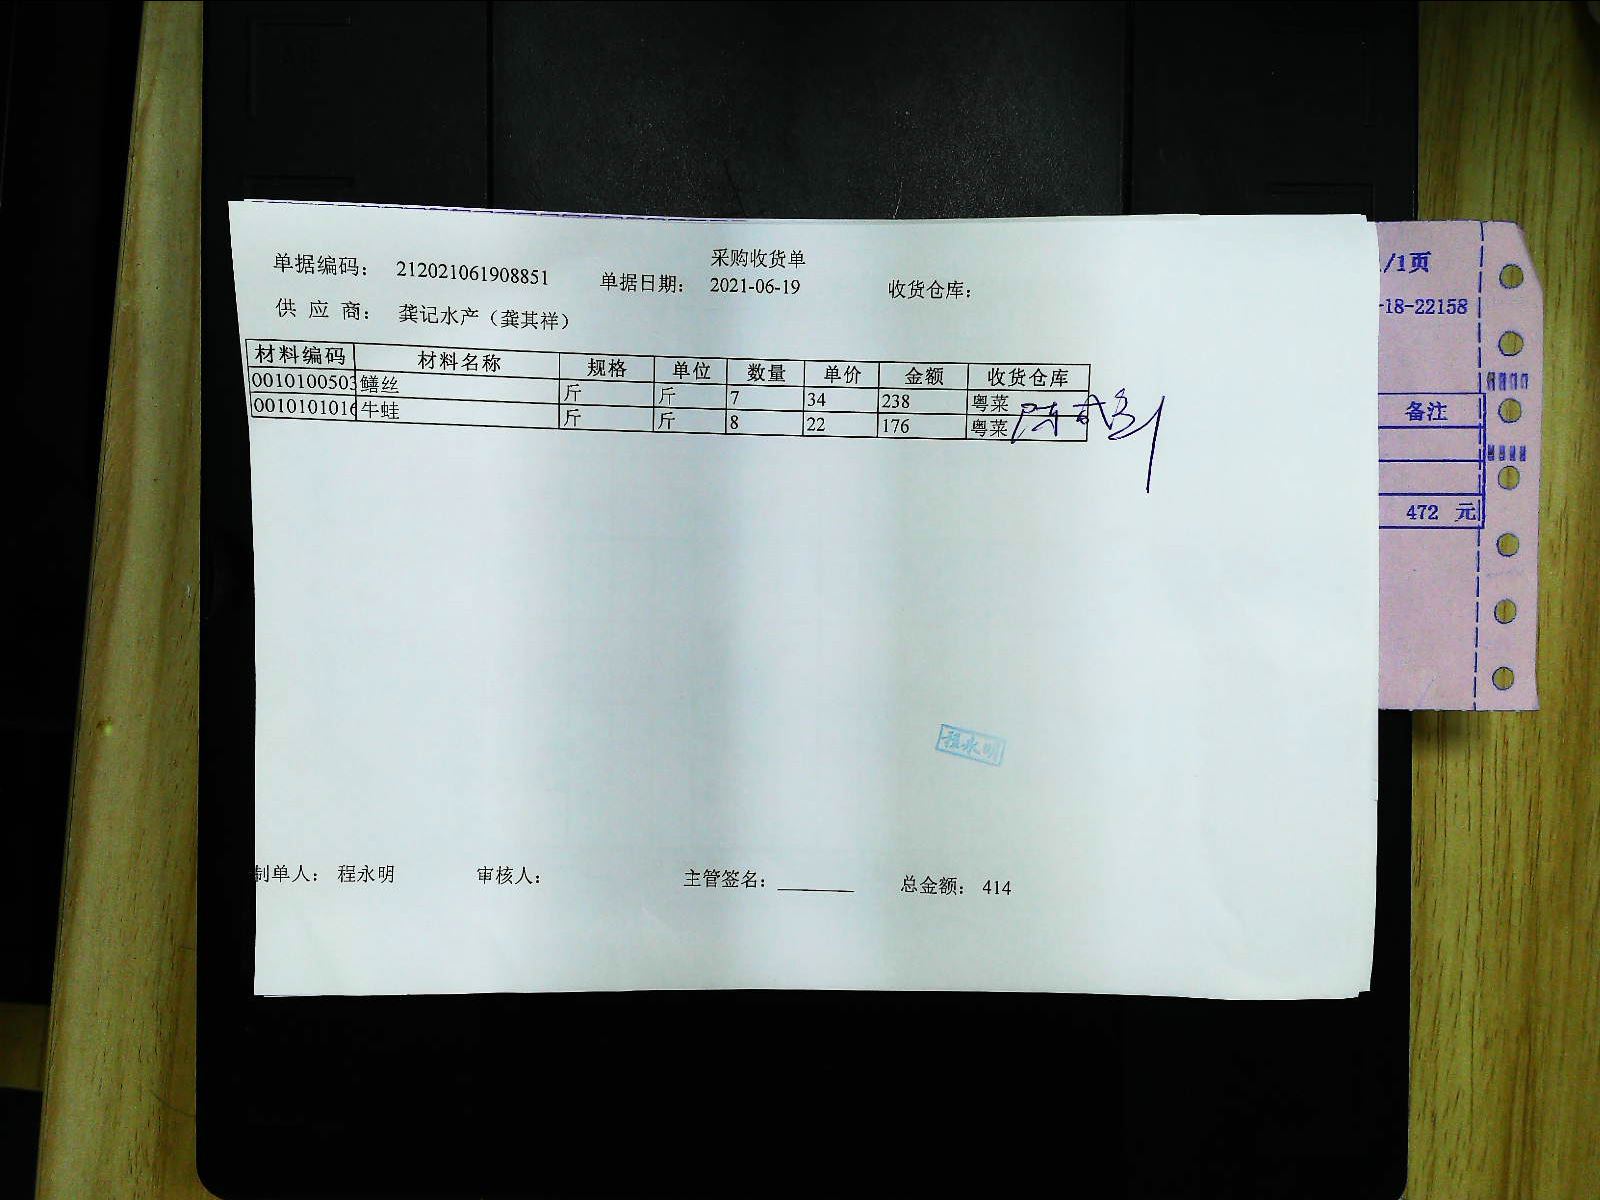 采购收货单
单据编码： 212021061908851 单据日期： 2021-06-19 收货仓库：
供 应 商： 龚记水产（龚其祥）
材料编码 材料名称 规格 单位 数量 单价 金额 收货仓库
0010100503 鳝丝 斤 斤 7 34 238 粤菜
0010101016 牛蛙 斤 斤 8 22 176 粤菜
程永明
制单人： 程永明 审核人： 主管签名： 总金额： 414
/1页
-18-22158
备注
472 元